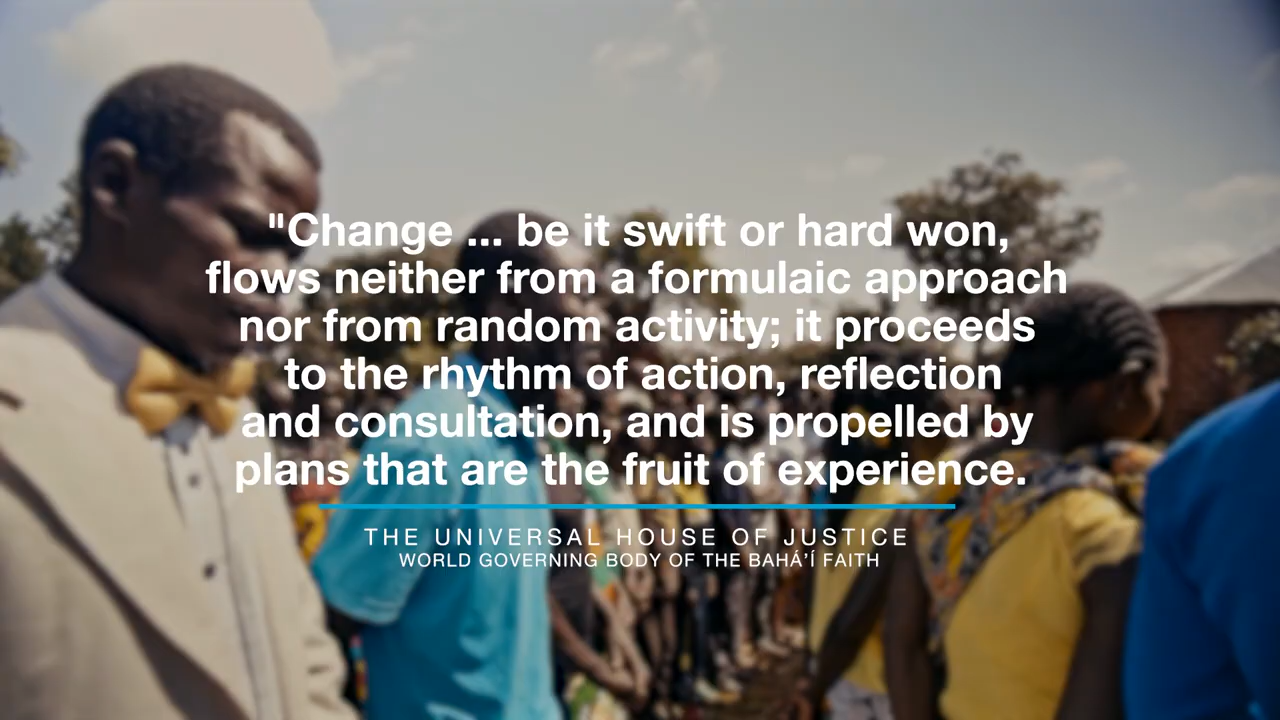 "Change ... be it swift or hard won,
flows neither from a formulaic approach
nor from random activity; it proceeds
to the rhythm of action, reflection
and consultation, and is propelled by
plans that are the fruit of experience.
THE UNIVERSAL HOUSE OF JUSTICE
WORLD GOVERNING BODY OF THE BAHÁ’Í FAITH